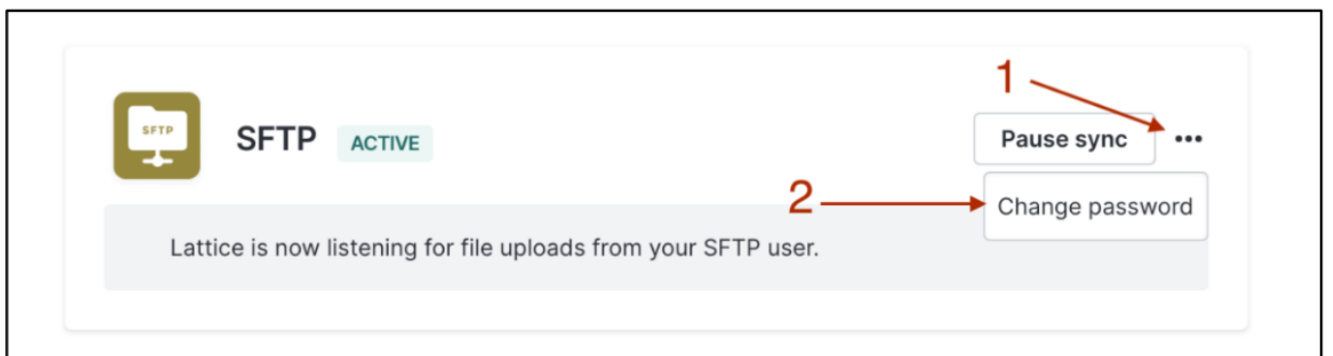 1
SFTP
SFTP ACTIVE
Pause sync
2
Change password
Lattice is now listening for file uploads from your SFTP user.